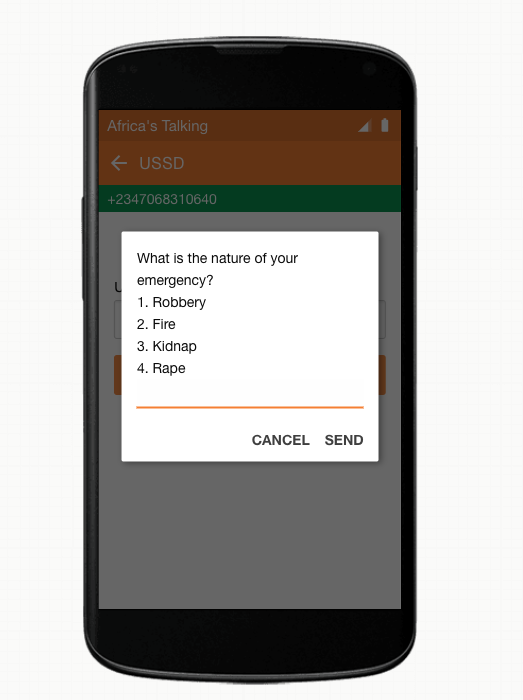 Africa's Talking
USSD
+2347068310640
What is the nature of your
emergency?
1. Robbery
2. Fire
3. Kidnap
4. Rape
CANCEL SEND